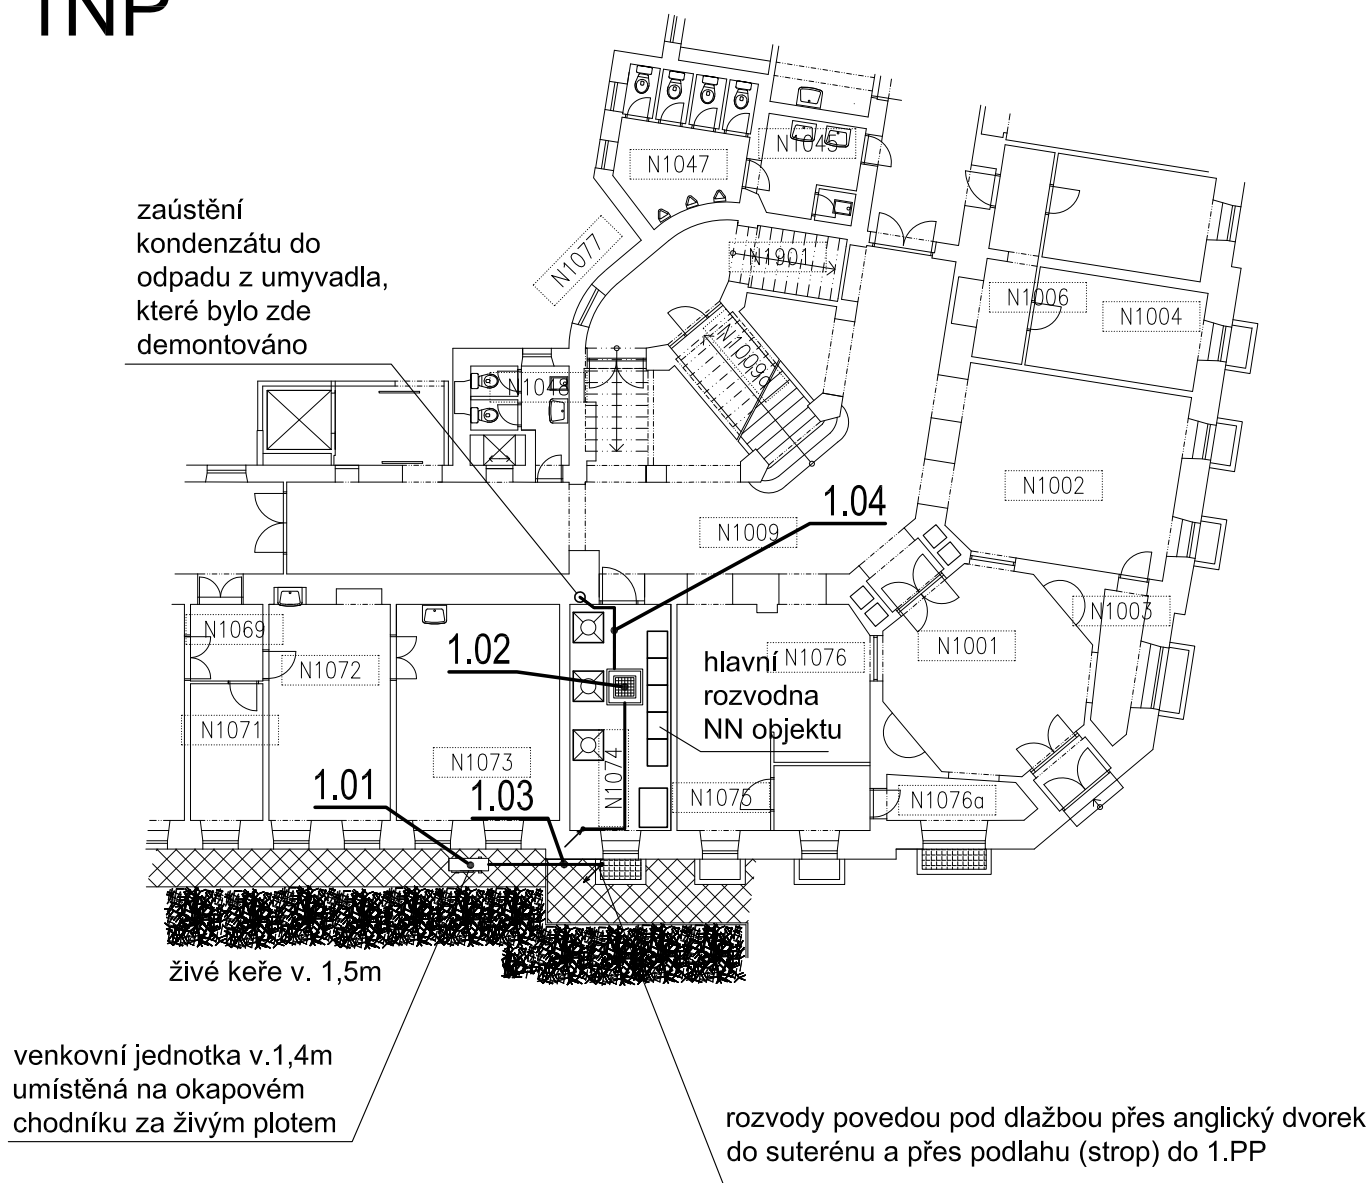 1NP
N1047
N1045
zaústění
kondenzátu do
odpadu z umyvadla,
které bylo zde
demontováno
N1077
N1901
N1006
N1004
N1048
N1002
1.04
N1009
N1069
N1072
1.02
hlavní
rozvodna
NN objektu
N1076
N1001
N1003
N1071
N1073
N1074
1.01
1.03
N1075
N1076a
živé keře v. 1,5m
venkovní jednotka v.1,4m
umístěná na okapovém
chodníku za živým plotem
rozvody povedou pod dlažbou přes anglický dvorek
do suterénu a přes podlahu (strop) do 1.PP